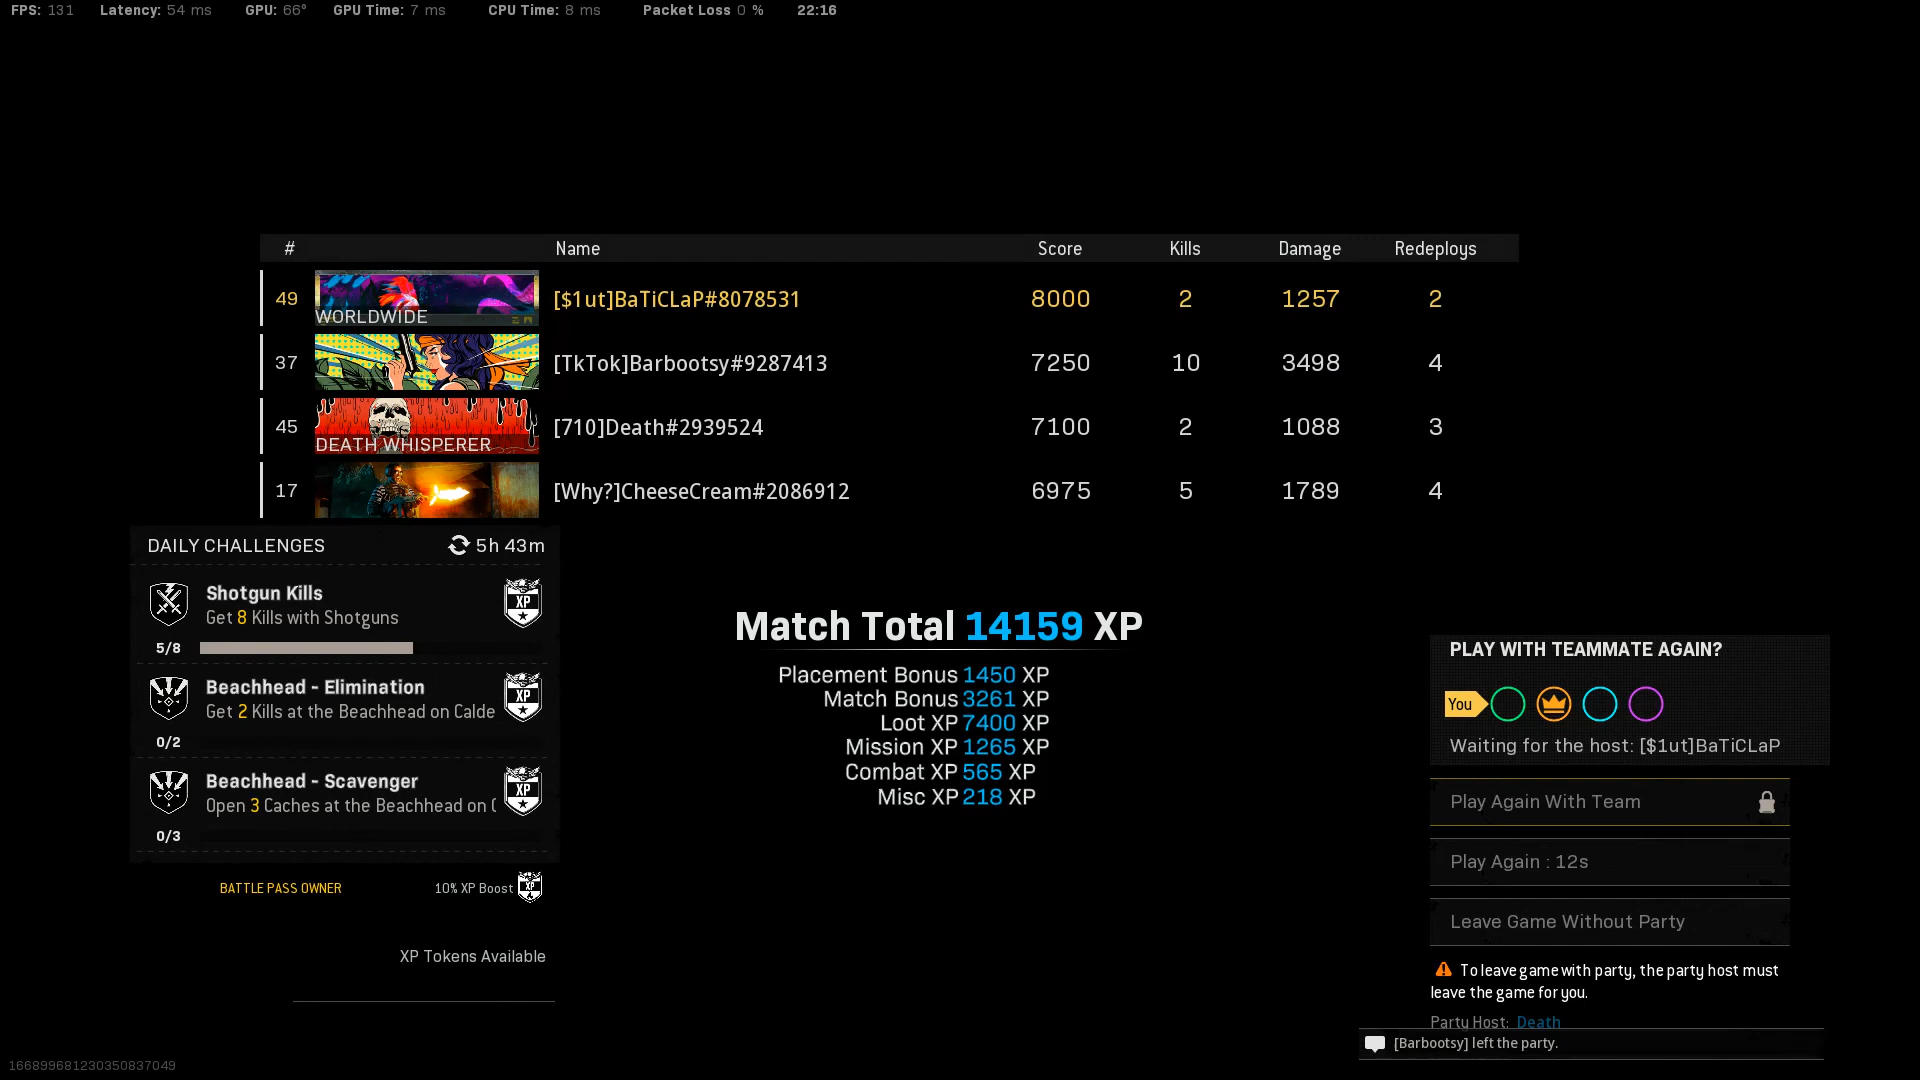 FPS: 131 Latency: 54 ms GPU: 66° GPU Time: 7 ms CPU Time: 8 ms Packet Loss 0 % 22:16
# Name Score Kills Damage Redeploys
49 WORLDWIDE [$1ut]BaTiCLaP#8078531 8000 2 1257 2
37 [TkTok]Barbootsy#9287413 7250 10 3498 4
45 DEATH WHISPERER [710]Death#2939524 7100 2 1088 3
17 [Why?]CheeseCream#2086912 6975 5 1789 4
DAILY CHALLENGES 5h 43m
Shotgun Kills
Get 8 Kills with Shotguns
XP
5/8
Beachhead - Elimination
Get 2 Kills at the Beachhead on Calde
XP
0/2
Beachhead - Scavenger
Open 3 Caches at the Beachhead on C
XP
0/3
BATTLE PASS OWNER 10% XP Boost XP
XP Tokens Available
Match Total 14159 XP
Placement Bonus 1450 XP
Match Bonus 3261 XP
Loot XP 7400 XP
Mission XP 1265 XP
Combat XP 565 XP
Misc XP 218 XP
PLAY WITH TEAMMATE AGAIN?
You
Waiting for the host: [$1ut]BaTiCLaP
Play Again With Team
Play Again : 12s
Leave Game Without Party
To leave game with party, the party host must
leave the game for you.
Party Host: Death
[Barbootsy] left the party.
166899681230350837049